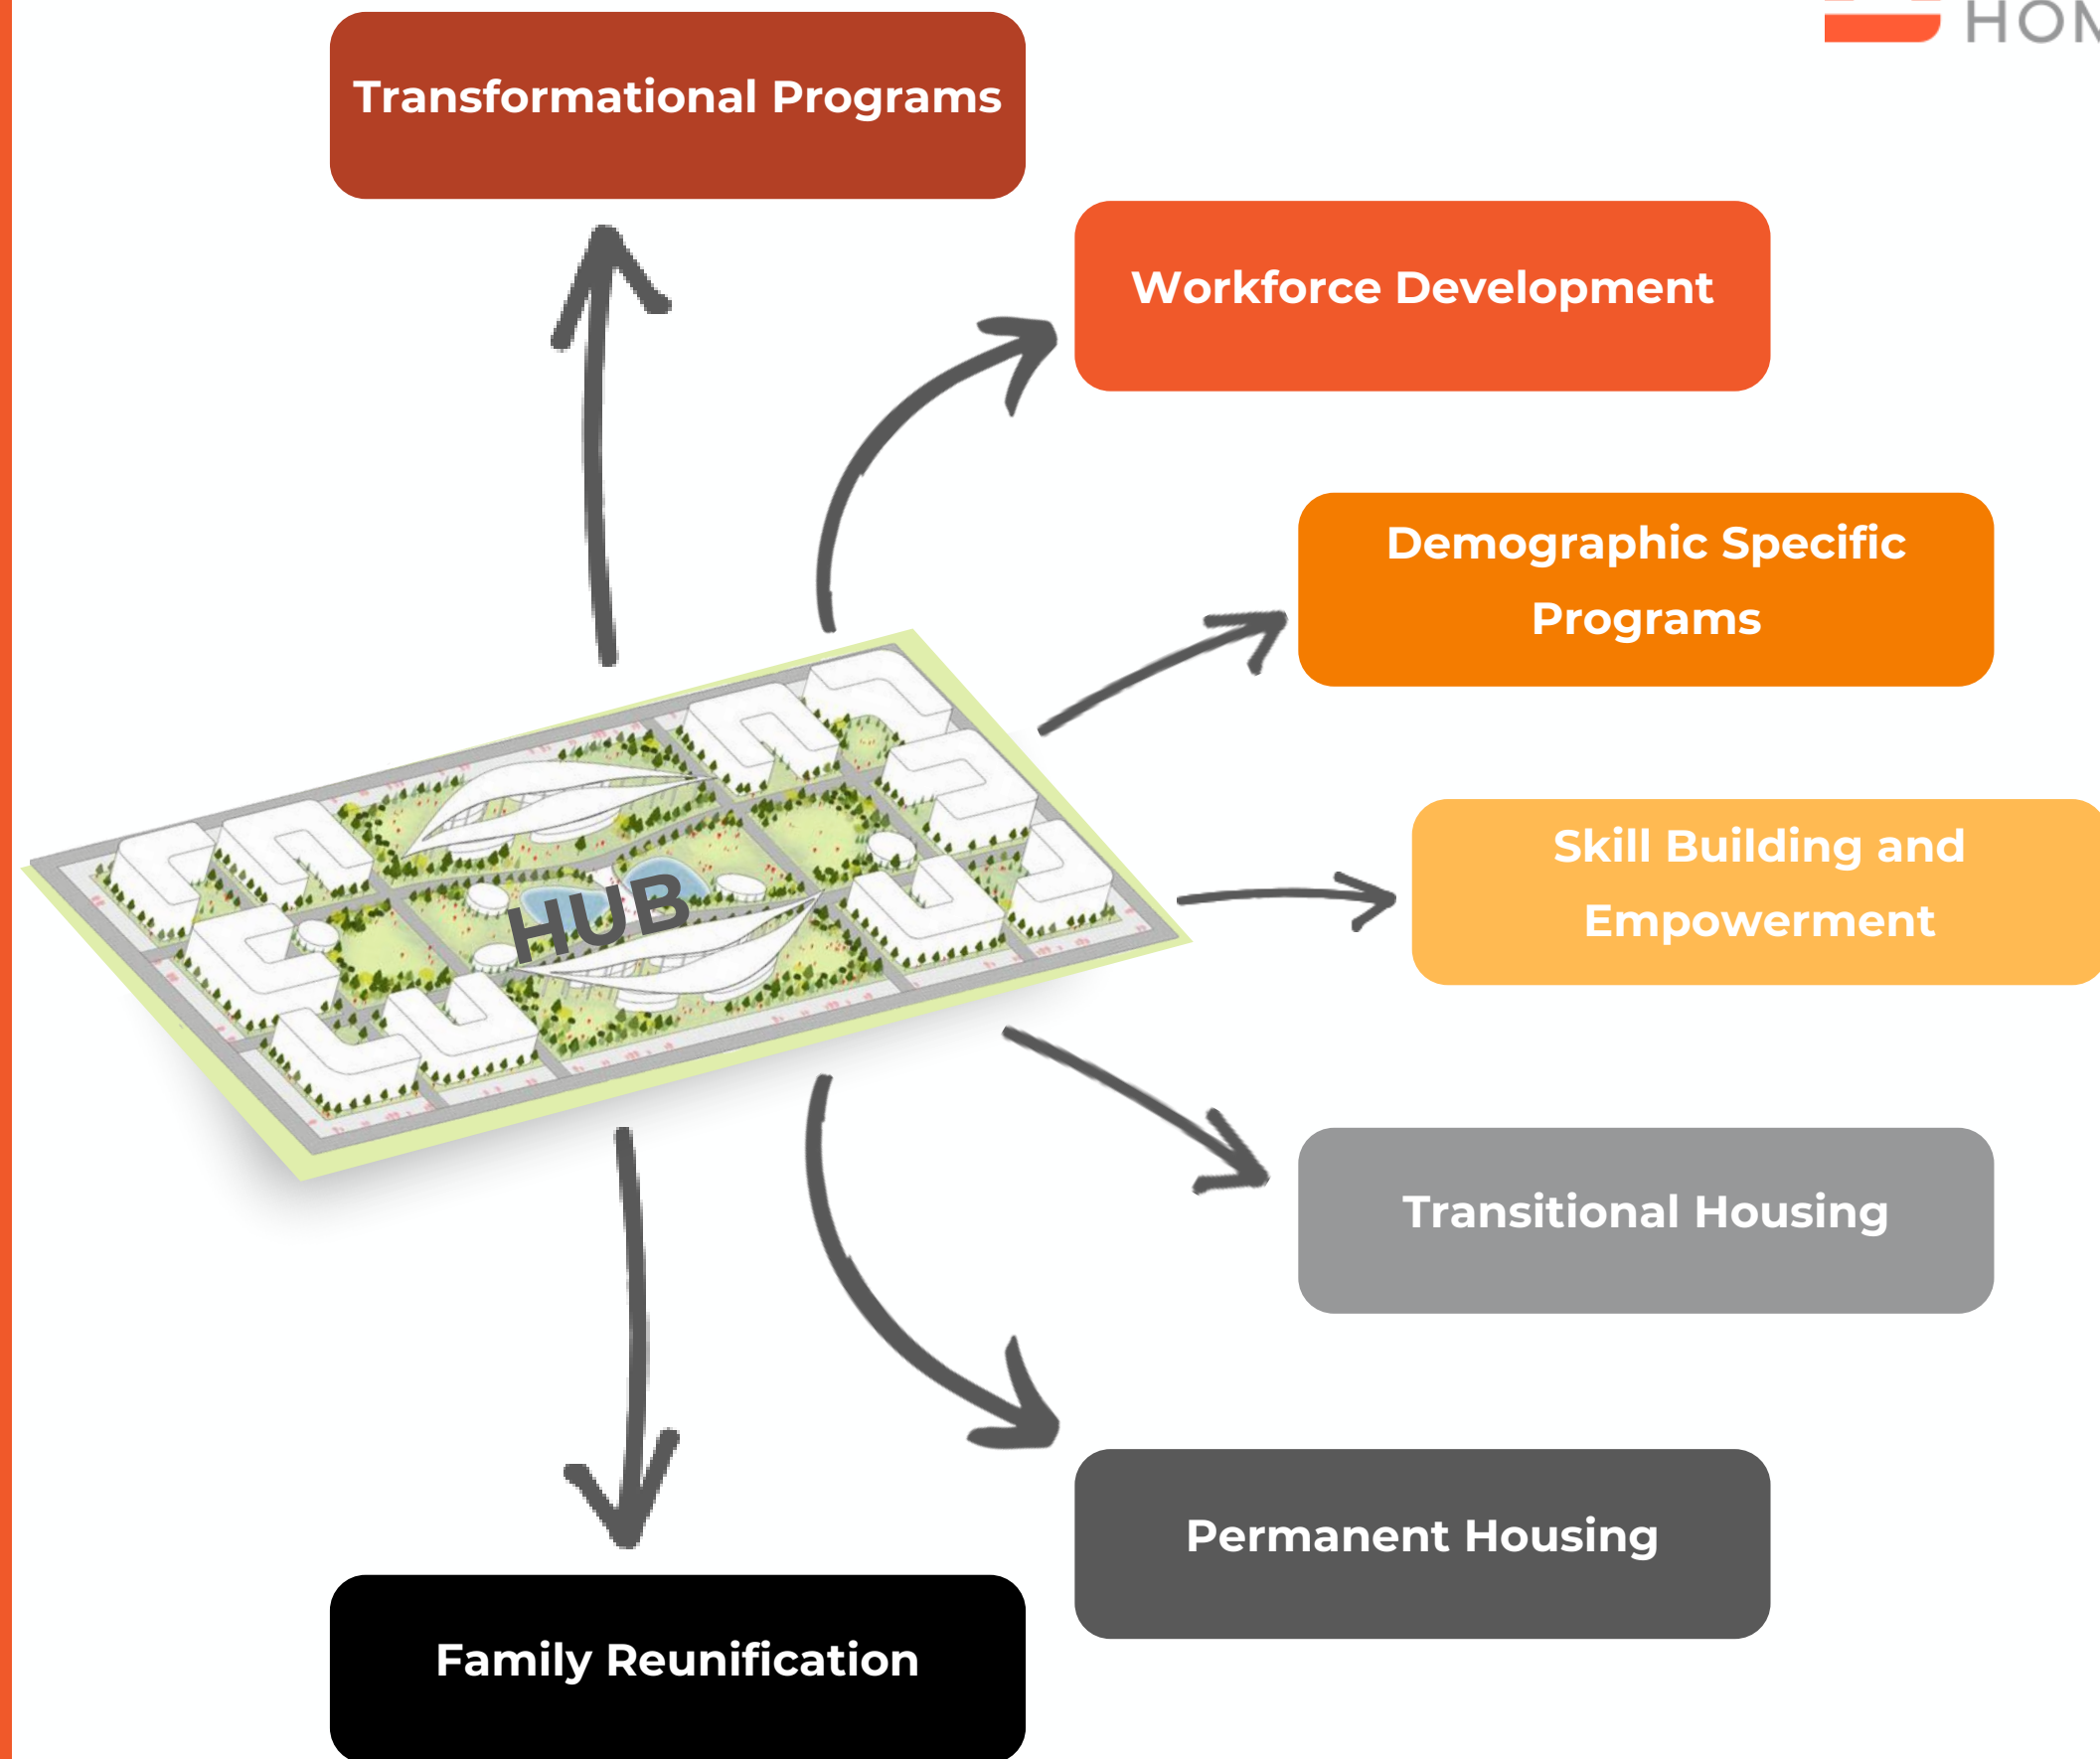 Transformational Programs
Workforce Development
Demographic Specific
Programs
Skill Building and
Empowerment
HUB
Transitional Housing
Permanent Housing
Family Reunification